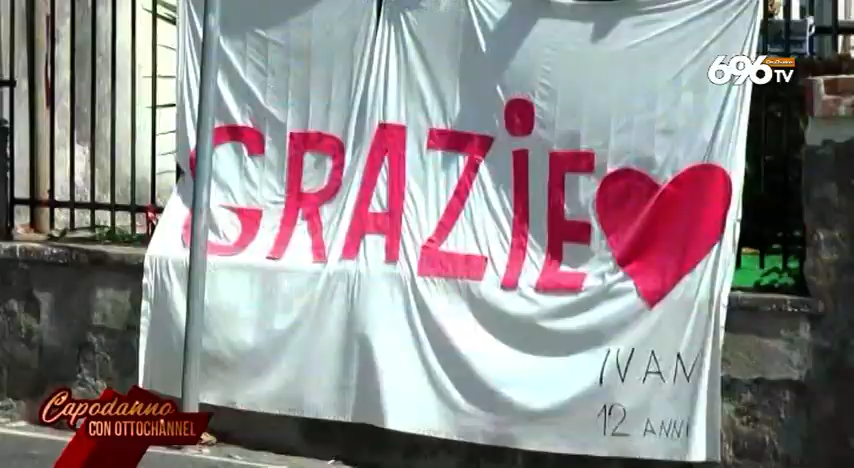 696 TV
GRAZiE
IVAN
12 ANNI
Capodanno
CON OTTOCHANNEL